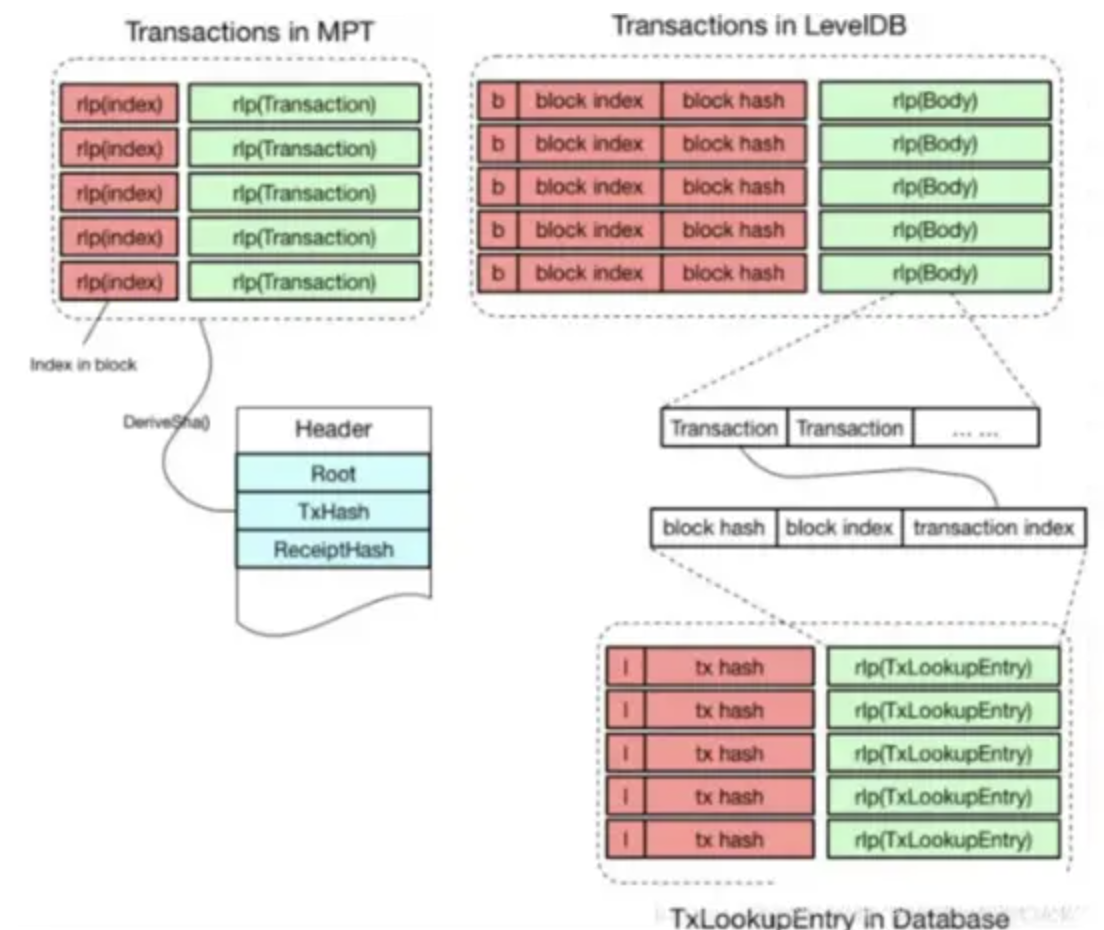 Transactions in MPT
rlp(index) rlp(Transaction)
rlp(index) rlp(Transaction)
rlp(index) rlp(Transaction)
rlp(index) rlp(Transaction)
rlp(index) rlp(Transaction)
Index in block
DeriveSha()
Header
Root
TxHash
ReceiptHash
Transactions in LevelDB
b block index block hash rlp(Body)
b block index block hash rlp(Body)
b block index block hash rlp(Body)
b block index block hash rlp(Body)
b block index block hash rlp(Body)
Transaction Transaction ... ...
block hash block index transaction index
l tx hash rlp(TxLookupEntry)
l tx hash rlp(TxLookupEntry)
l tx hash rlp(TxLookupEntry)
l tx hash rlp(TxLookupEntry)
l tx hash rlp(TxLookupEntry)
TxLookupEntry in Database